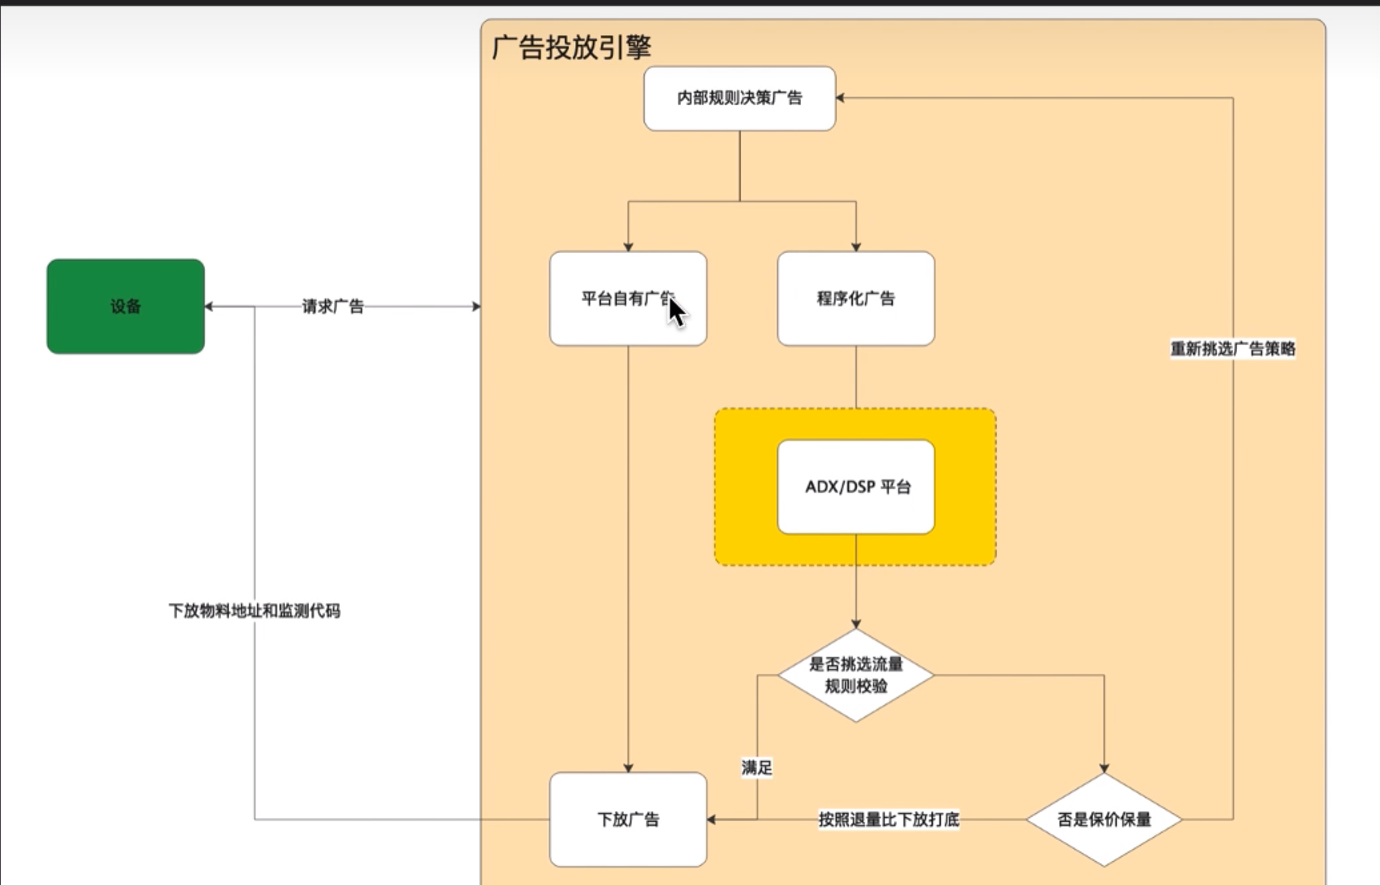 广告投放引擎
内部规则决策广告
设备
请求广告
平台自有广告
程序化广告
重新挑选广告策略
ADX/DSP 平台
下放物料地址和监测代码
是否挑选流量
规则校验
满足
下放广告
按照退量比下放打底
否是保价保量